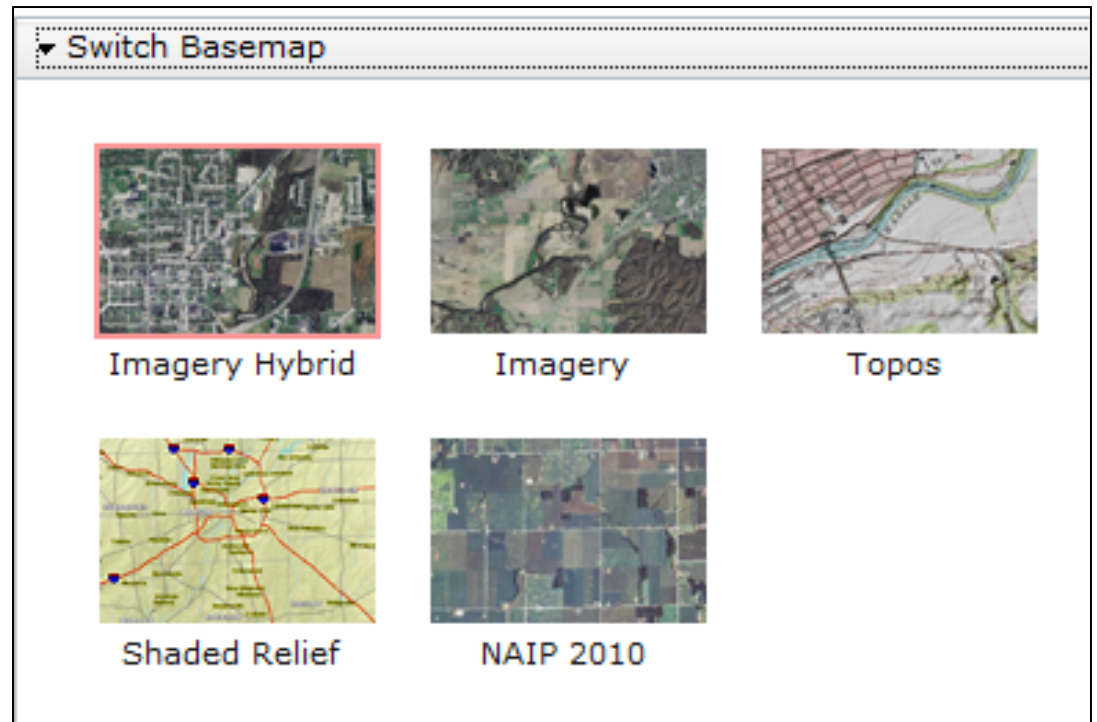 Switch Basemap
Imagery Hybrid
Imagery
Topos
Shaded Relief
NAIP 2010